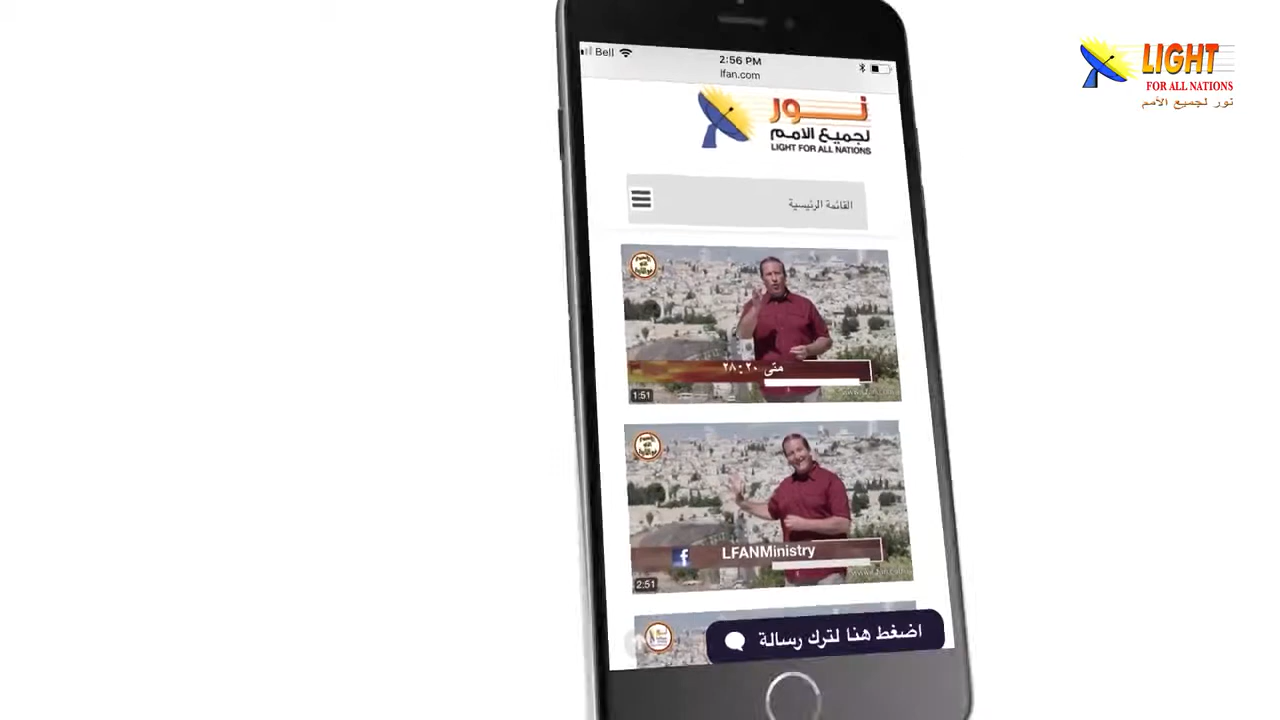 Bell
2:56 PM
lfan.com
LIGHT
FOR ALL NATIONS
نور لجميع الأمم
نور
لجميع الامم
LIGHT FOR ALL NATIONS
القائمة الرئيسية
متى ٢٨:٢٠
1:51
LFANMinistry
2:51
اضغط هنا لترك رسالة